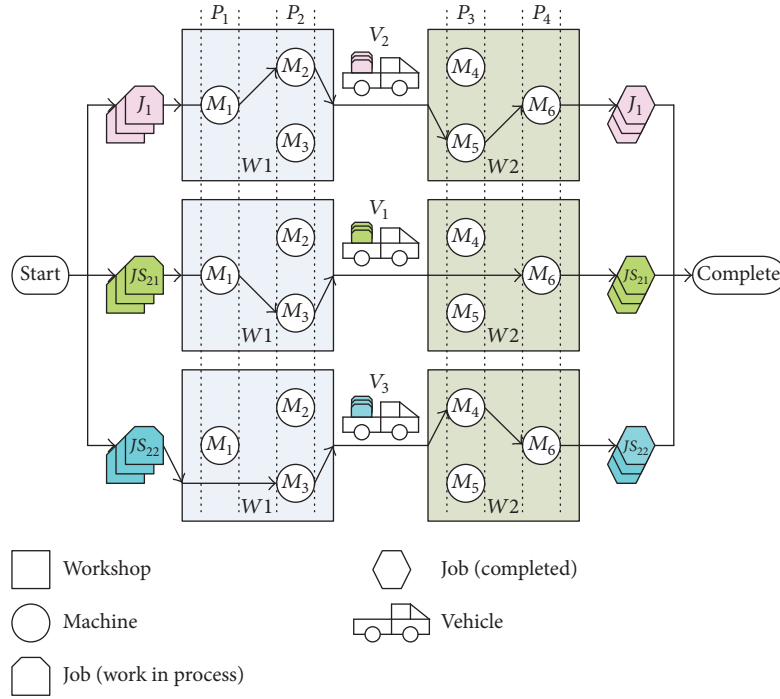 P1 P2 P3 P4
V2
M2 M4
J1 M1 M6 J1
M3 M5
W1 W2
V1
M2 M4
Start JS21 M1 M6 JS21 Complete
M3 M5
W1 W2
V3
M2 M4
JS22 M1 M6 JS22
M3 M5
W1 W2
Workshop Job (completed)
Machine Vehicle
Job (work in process)